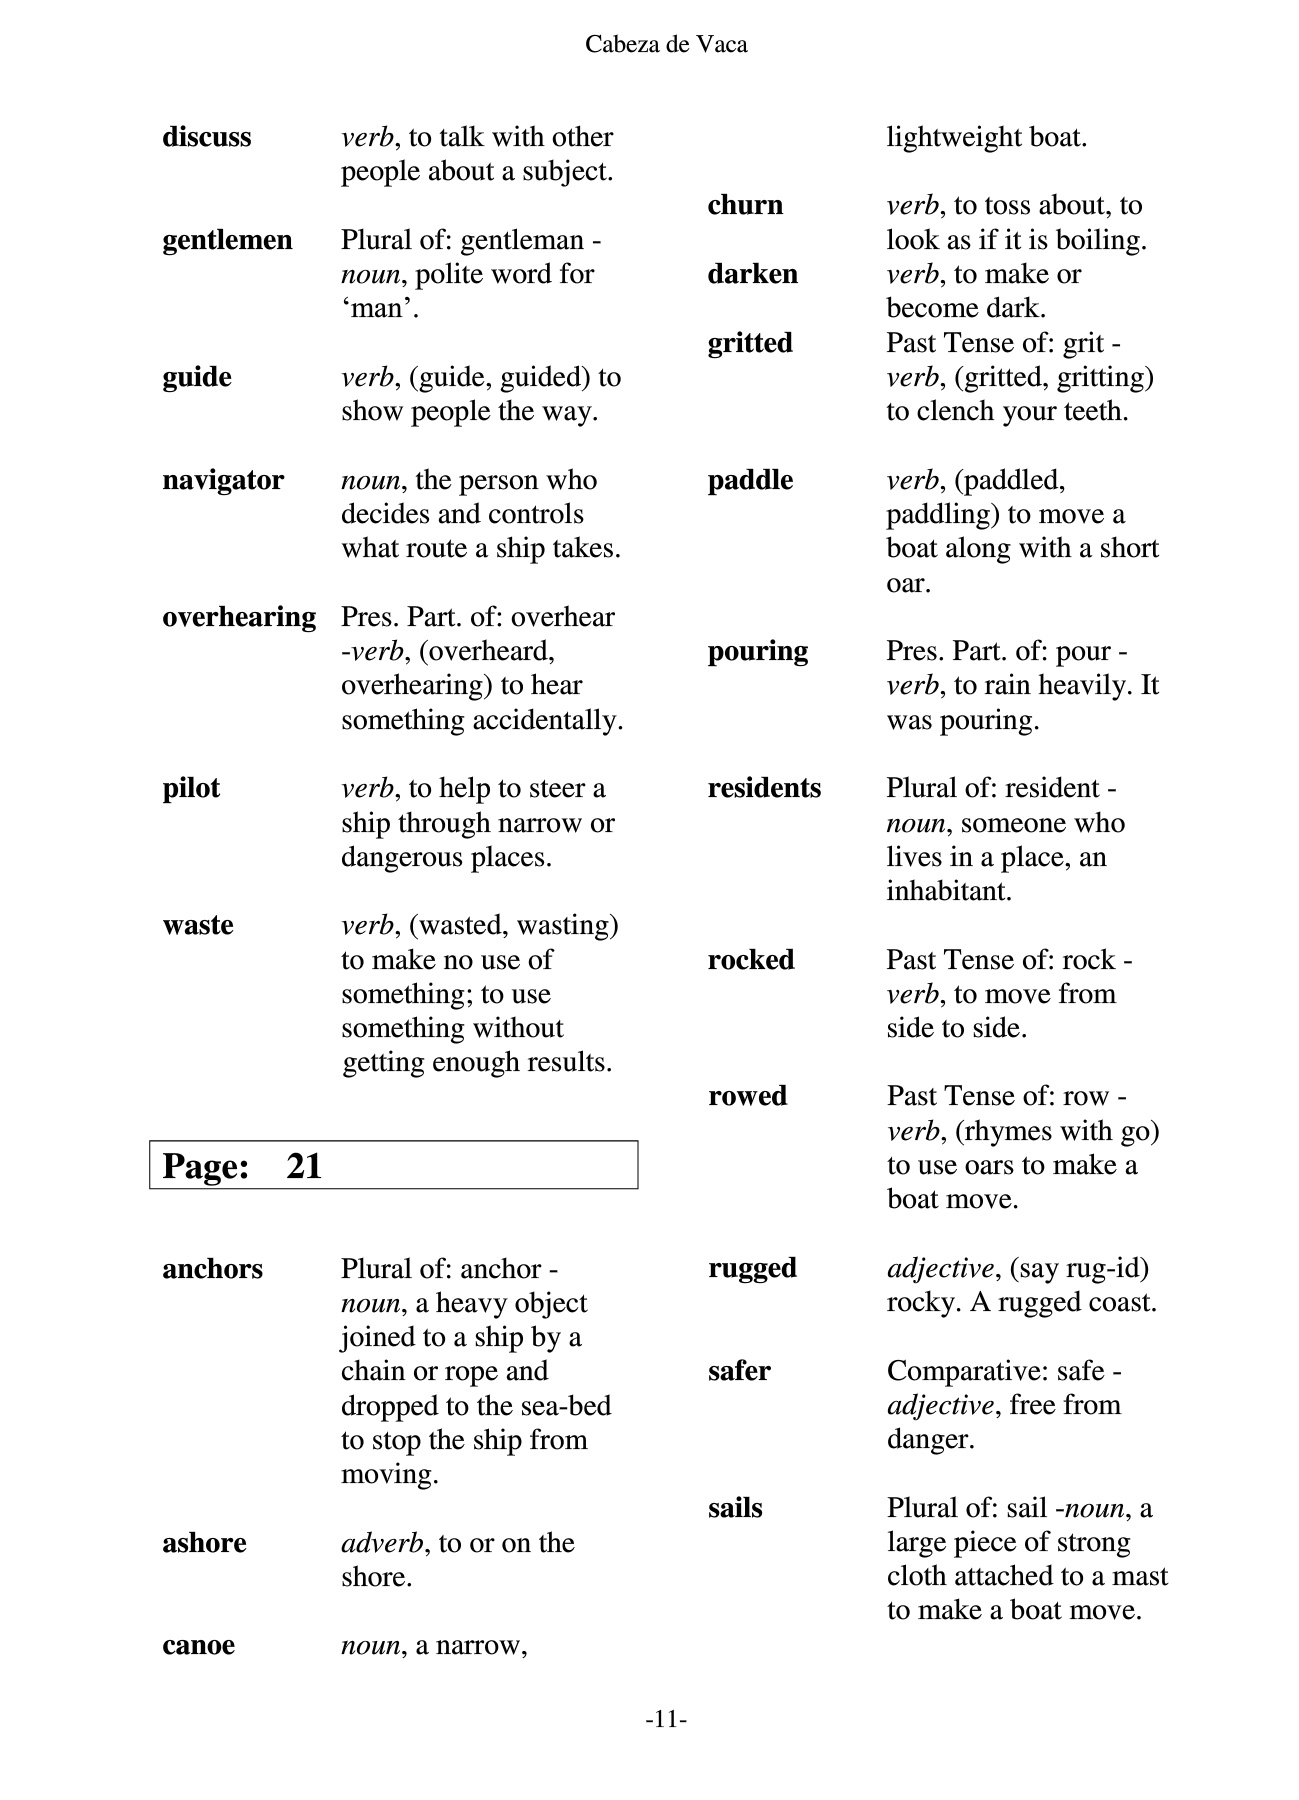 Cabeza de Vaca
discuss verb, to talk with other
people about a subject.
gentlemen Plural of: gentleman -
noun, polite word for
‘man’.
guide verb, (guide, guided) to
show people the way.
navigator noun, the person who
decides and controls
what route a ship takes.
overhearing Pres. Part. of: overhear
-verb, (overheard,
overhearing) to hear
something accidentally.
pilot verb, to help to steer a
ship through narrow or
dangerous places.
waste verb, (wasted, wasting)
to make no use of
something; to use
something without
getting enough results.
Page: 21
anchors Plural of: anchor -
noun, a heavy object
joined to a ship by a
chain or rope and
dropped to the sea-bed
to stop the ship from
moving.
ashore adverb, to or on the
shore.
canoe noun, a narrow,
lightweight boat.
churn verb, to toss about, to
look as if it is boiling.
darken verb, to make or
become dark.
gritted Past Tense of: grit -
verb, (gritted, gritting)
to clench your teeth.
paddle verb, (paddled,
paddling) to move a
boat along with a short
oar.
pouring Pres. Part. of: pour -
verb, to rain heavily. It
was pouring.
residents Plural of: resident -
noun, someone who
lives in a place, an
inhabitant.
rocked Past Tense of: rock -
verb, to move from
side to side.
rowed Past Tense of: row -
verb, (rhymes with go)
to use oars to make a
boat move.
rugged adjective, (say rug-id)
rocky. A rugged coast.
safer Comparative: safe -
adjective, free from
danger.
sails Plural of: sail -noun, a
large piece of strong
cloth attached to a mast
to make a boat move.
-11-